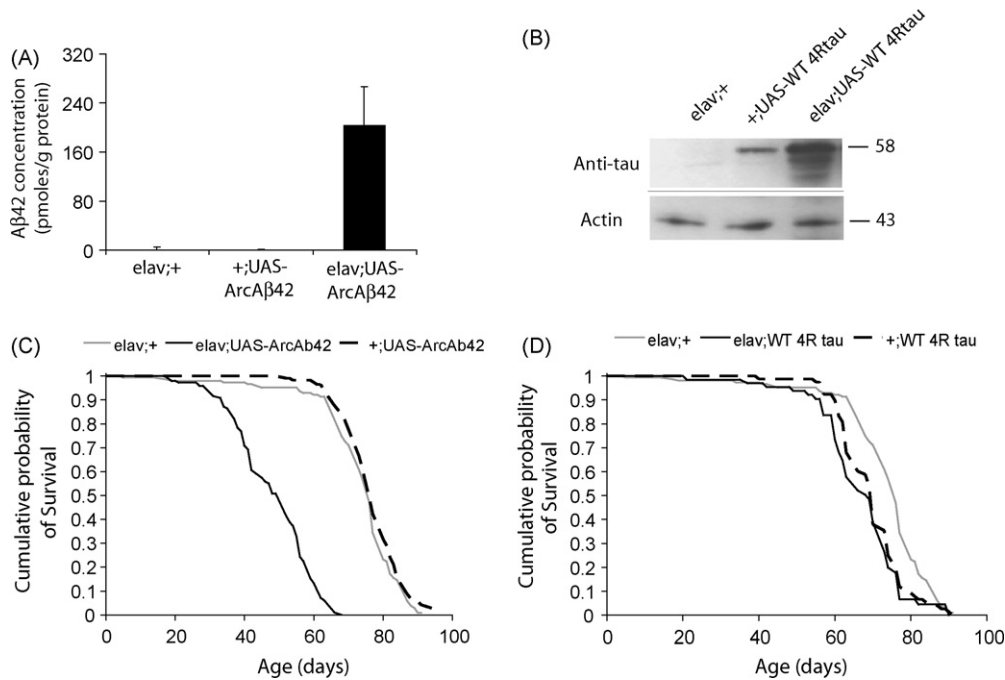 (A)
Aβ42 concentration
(pmoles/g protein)
320
240
160
80
0
elav;+
+;UAS-
ArcAβ42
elav;UAS-
ArcAβ42
(B)
elav;+
+;UAS-WT 4Rtau
elav;UAS-WT 4Rtau
Anti-tau
58
Actin
43
(C)
elav;+
elav;UAS-ArcAb42
+;UAS-ArcAb42
Cumulative probability
of Survival
1
0.9
0.8
0.7
0.6
0.5
0.4
0.3
0.2
0.1
0
0 20 40 60 80 100
Age (days)
(D)
elav;+
elav;WT 4R tau
+;WT 4R tau
Cumulative probability
of Survival
1
0.9
0.8
0.7
0.6
0.5
0.4
0.3
0.2
0.1
0
0 20 40 60 80 100
Age (days)